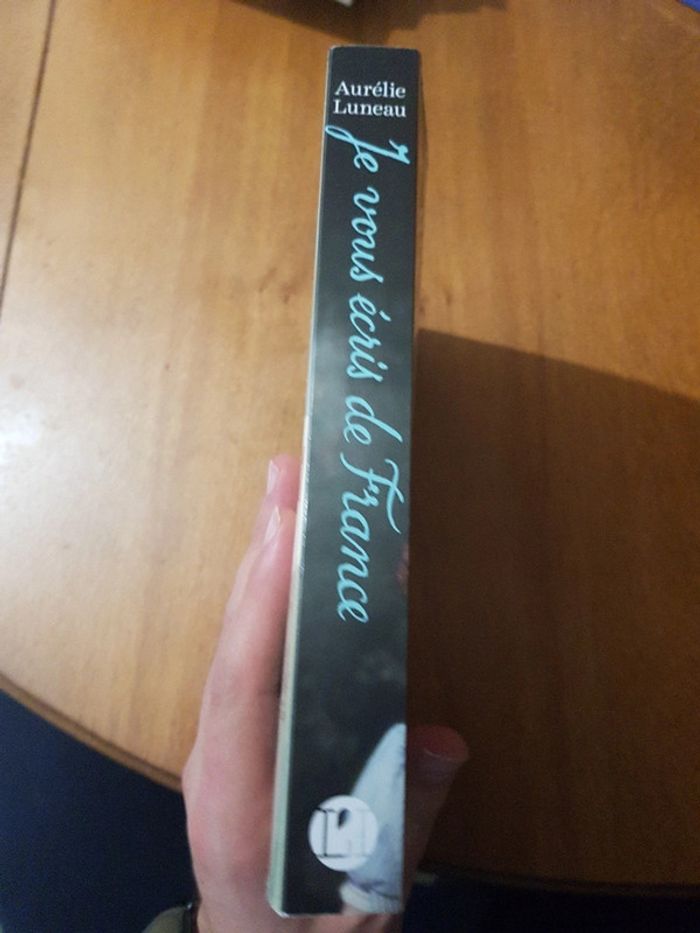 Aurélie
Luneau
Je vous écris de France